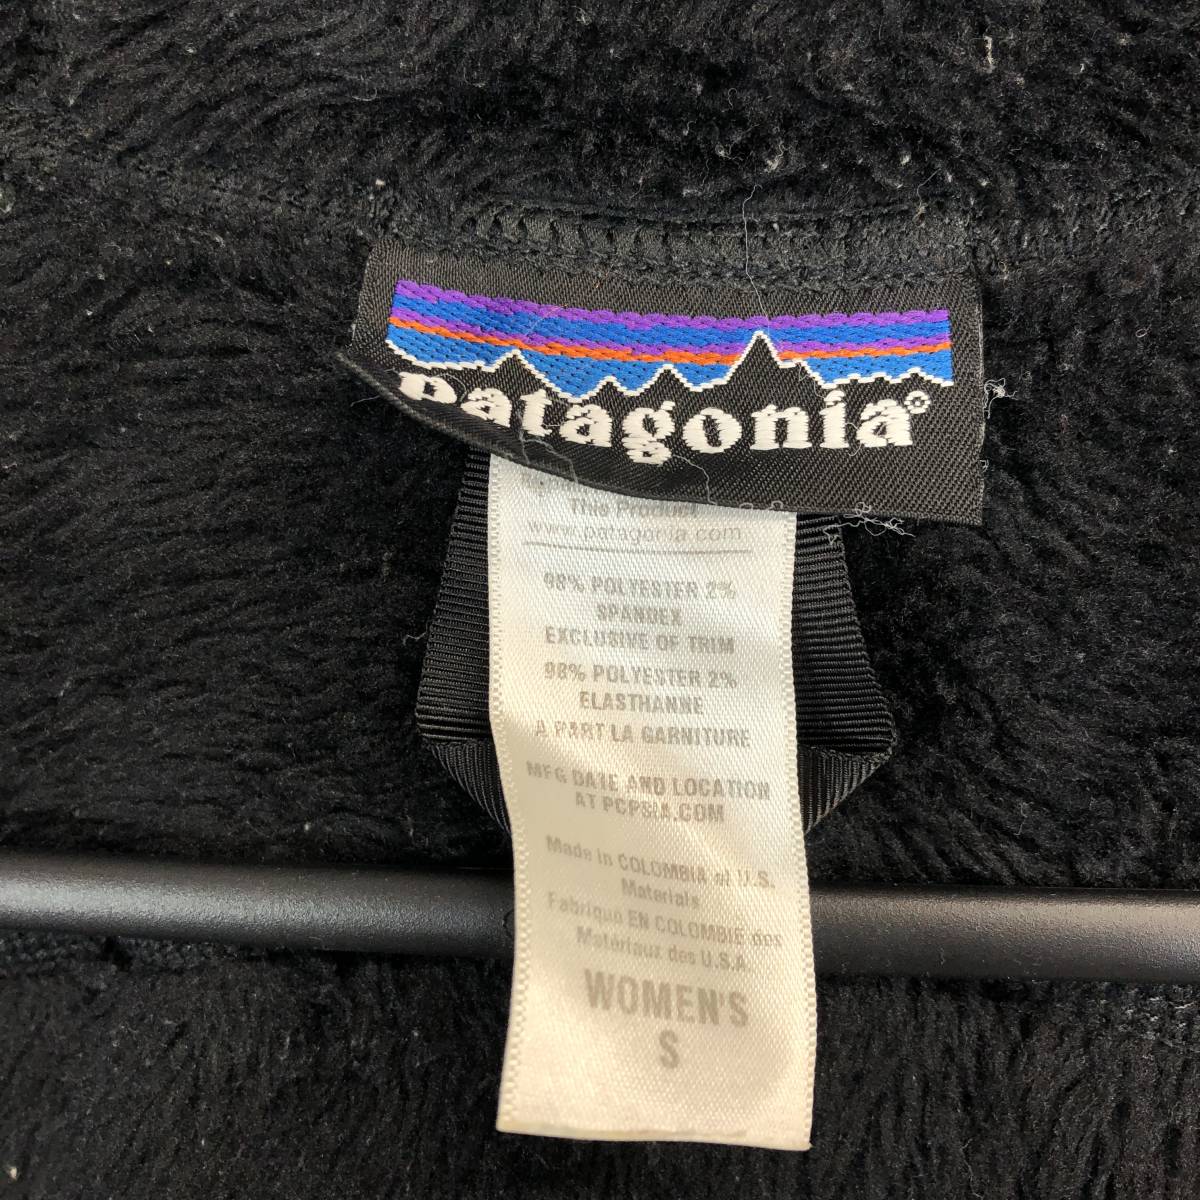 patagonia
This Product
www.patagonia.com
98% POLYESTER 2%
SPANDEX
EXCLUSIVE OF TRIM
98% POLYESTER 2%
ELASTHANNE
A PART LA GARNITURE
MFG DATE AND LOCATION
AT PCPSIA.COM
Made in COLOMBIA of U.S.
Materials
Fabrique EN COLOMBIE des
Matériaux des U.S.A.
WOMEN'S
S